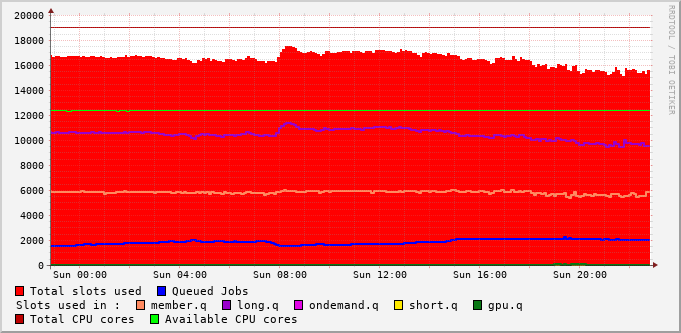 20000
18000
16000
14000
12000
10000
8000
6000
4000
2000
0
Sun 00:00 Sun 04:00 Sun 08:00 Sun 12:00 Sun 16:00 Sun 20:00
Total slots used Queued Jobs
Slots used in : member.q long.q ondemand.q short.q gpu.q
Total CPU cores Available CPU cores
RRDTOOL / TOBI OETIKER